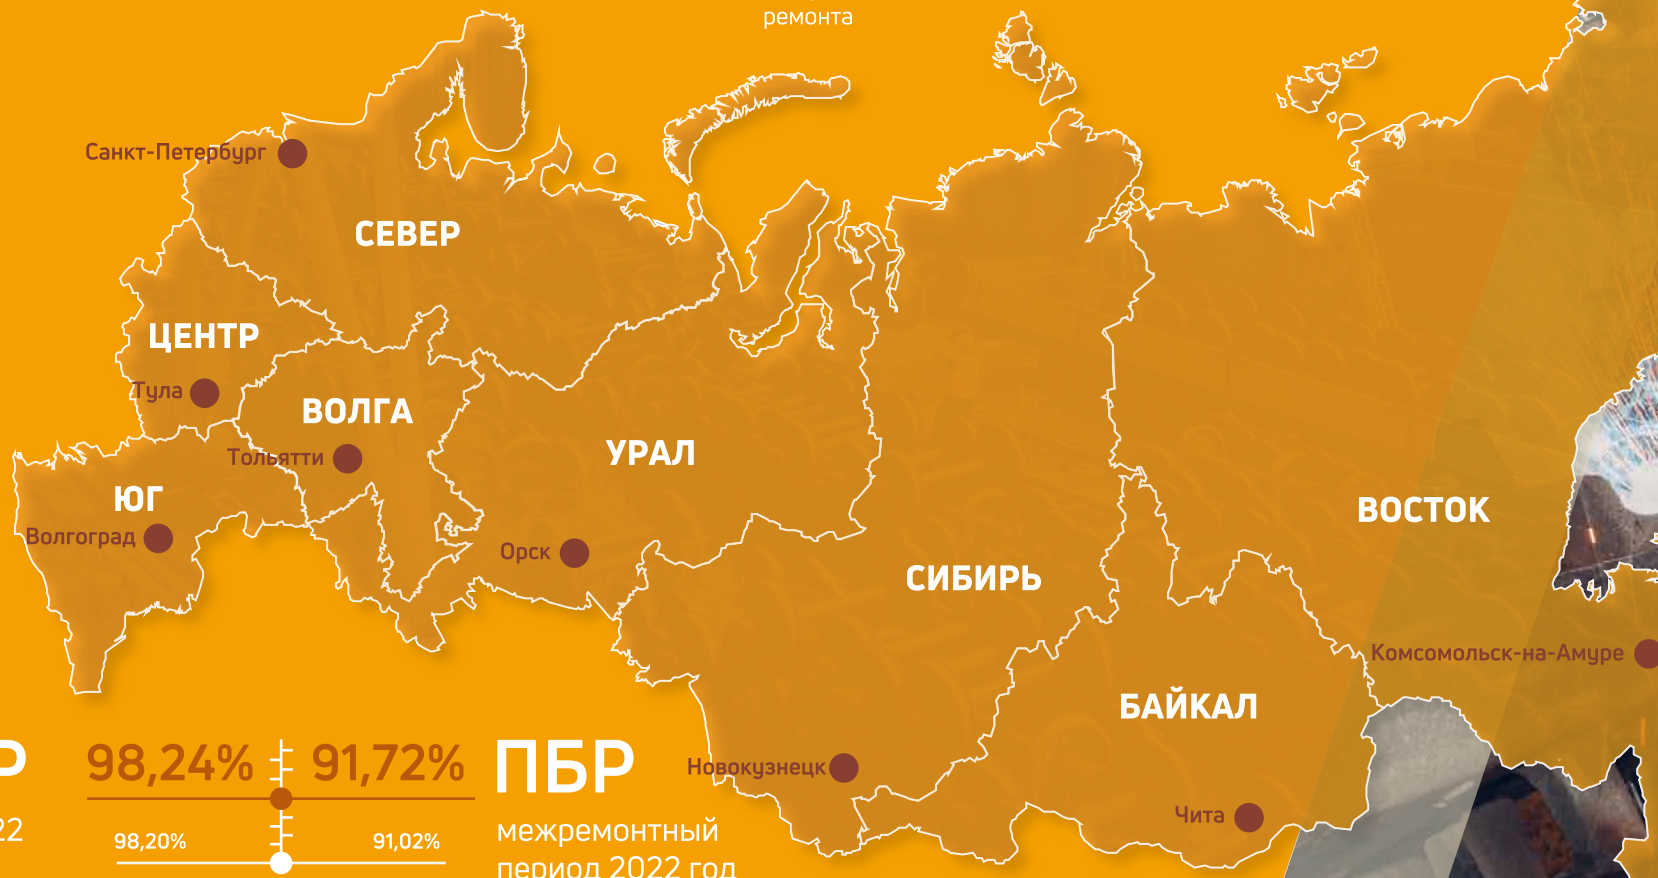 ремонта
Санкт-Петербург
СЕВЕР
ЦЕНТР
Тула
ВОЛГА
Тольятти
УРАЛ
ЮГ
Волгоград
Орск
ВОСТОК
СИБИРЬ
Комсомольск-на-Амуре
БАЙКАЛ
Новокузнецк
Чита
Р
98,24%
91,72%
ПБР
22
98,20%
91,02%
межремонтный
период 2022 год